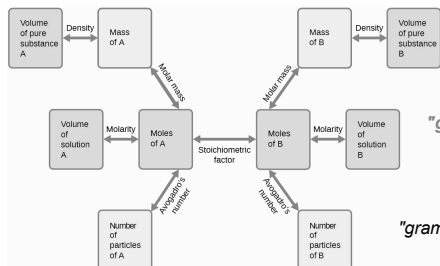 Volume
of pure
substance
A
Density
Mass
of A
Mass
of B
Density
Volume
of pure
substance
B
Molar mass
Molar mass
Volume
of
solution
A
Molarity
Moles
of A
Stoichiometric
factor
Moles
of B
Molarity
Volume
of
solution
B
"g
Avogadro's
number
Avogadro's
number
Number
of
particles
of A
Number
of
particles
of B
"gram